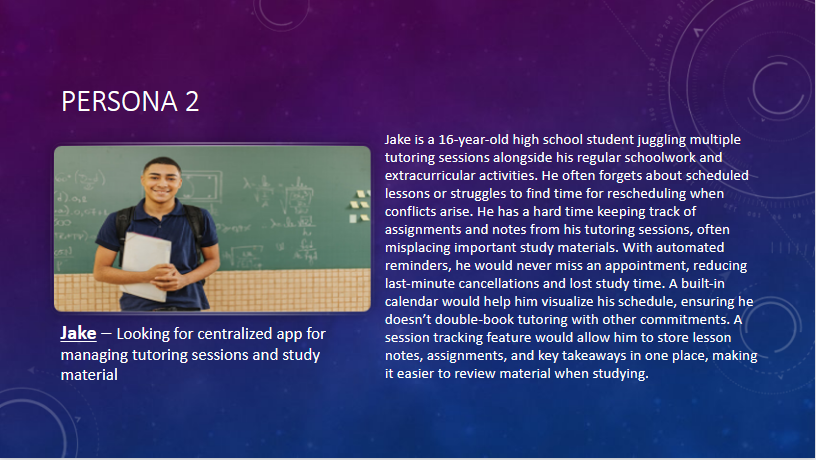 PERSONA 2
Jake – Looking for centralized app for
managing tutoring sessions and study
material
Jake is a 16-year-old high school student juggling multiple
tutoring sessions alongside his regular schoolwork and
extracurricular activities. He often forgets about scheduled
lessons or struggles to find time for rescheduling when
conflicts arise. He has a hard time keeping track of
assignments and notes from his tutoring sessions, often
misplacing important study materials. With automated
reminders, he would never miss an appointment, reducing
last-minute cancellations and lost study time. A built-in
calendar would help him visualize his schedule, ensuring he
doesn’t double-book tutoring with other commitments. A
session tracking feature would allow him to store lesson
notes, assignments, and key takeaways in one place, making
it easier to review material when studying.